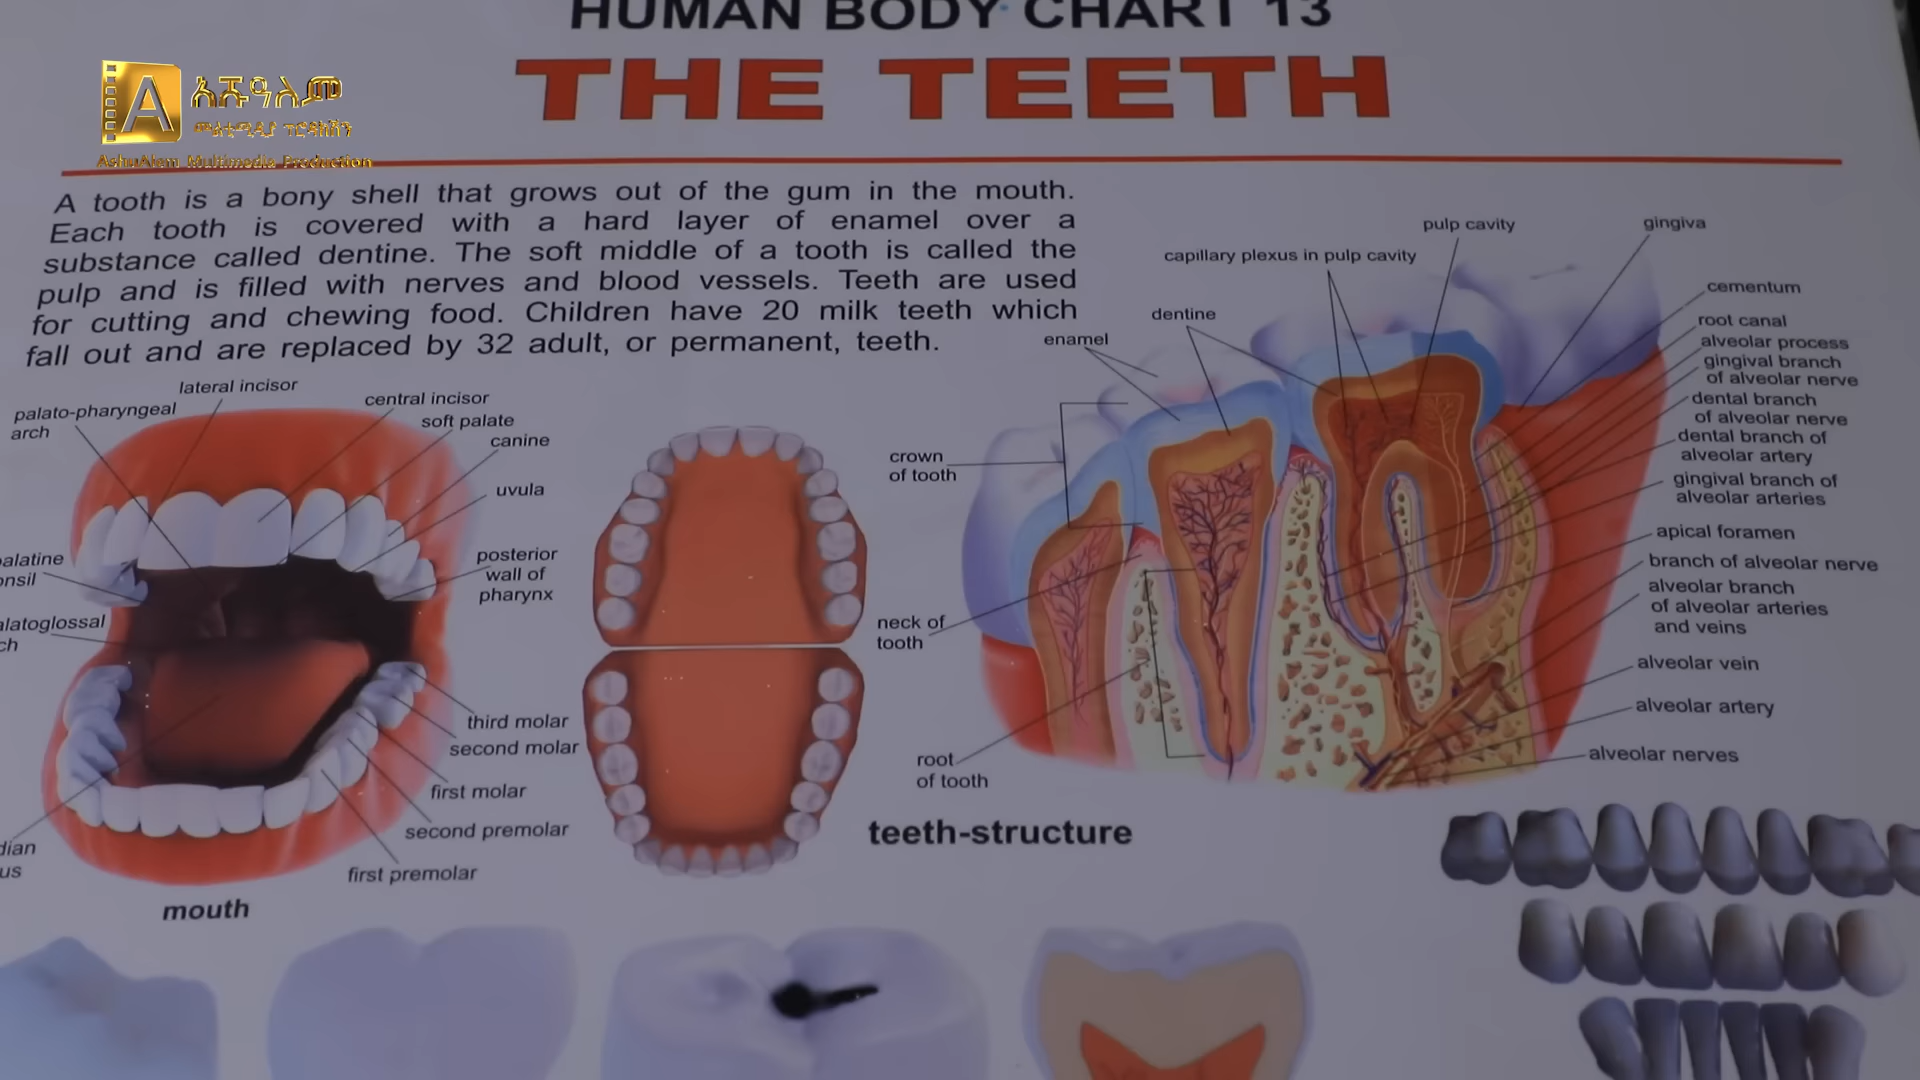 HUMAN BODY CHART 13
THE TEETH
አሹዓለም
መልቲሚዲያ ፕሮዳክሽን
AshuAlem Multimedia Production
A tooth is a bony shell that grows out of the gum in the mouth.
Each tooth is covered with a hard layer of enamel over a
substance called dentine. The soft middle of a tooth is called the
pulp and is filled with nerves and blood vessels. Teeth are used
for cutting and chewing food. Children have 20 milk teeth which
fall out and are replaced by 32 adult, or permanent, teeth.
lateral incisor
palato-pharyngeal
arch
central incisor
soft palate
canine
uvula
posterior
wall of
pharynx
alatine
onsil
alatoglossal
ch
third molar
second molar
first molar
second premolar
first premolar
dian
us
mouth
pulp cavity
gingiva
capillary plexus in pulp cavity
dentine
enamel
crown
of tooth
neck of
tooth
root
of tooth
cementum
root canal
alveolar process
gingival branch
of alveolar nerve
dental branch
of alveolar nerve
dental branch of
alveolar artery
gingival branch of
alveolar arteries
apical foramen
branch of alveolar nerve
alveolar branch
of alveolar arteries
and veins
alveolar vein
alveolar artery
alveolar nerves
teeth-structure